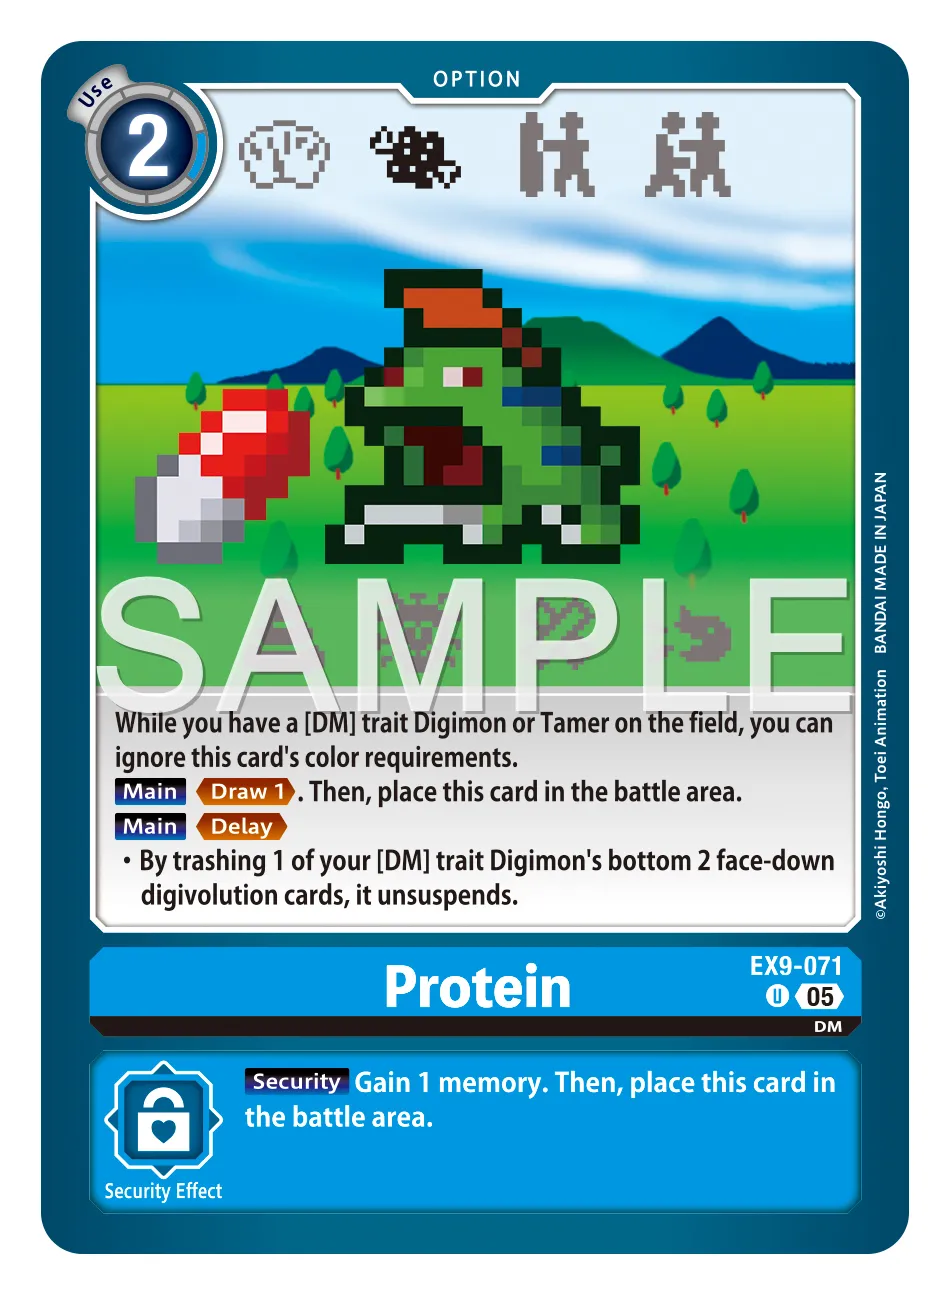 OPTION
Use
2
SAMPLE
While you have a [DM] trait Digimon or Tamer on the field, you can
ignore this card's color requirements.
Main Draw 1. Then, place this card in the battle area.
Main Delay
・By trashing 1 of your [DM] trait Digimon's bottom 2 face-down
digivolution cards, it unsuspends.
©Akiyoshi Hongo, Toei Animation BANDAI MADE IN JAPAN
Protein
EX9-071
U 05
DM
Security Gain 1 memory. Then, place this card in
the battle area.
Security Effect